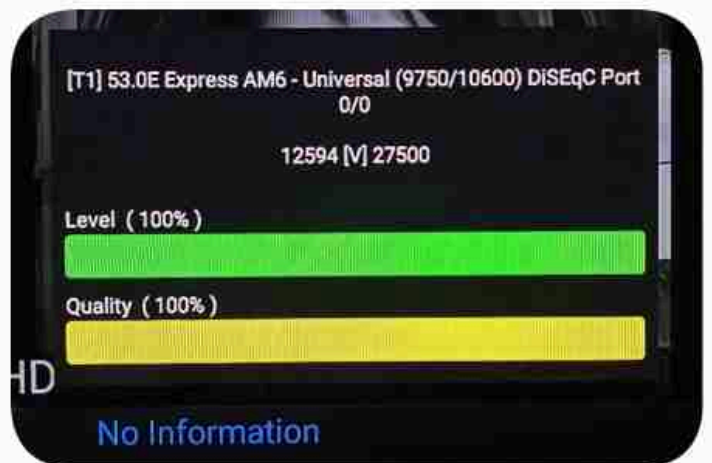 [T1] 53.0E Express AM6 - Universal (9750/10600) DiSEqC Port
0/0
12594 [V] 27500
Level ( 100% )
Quality ( 100% )
HD
No Information